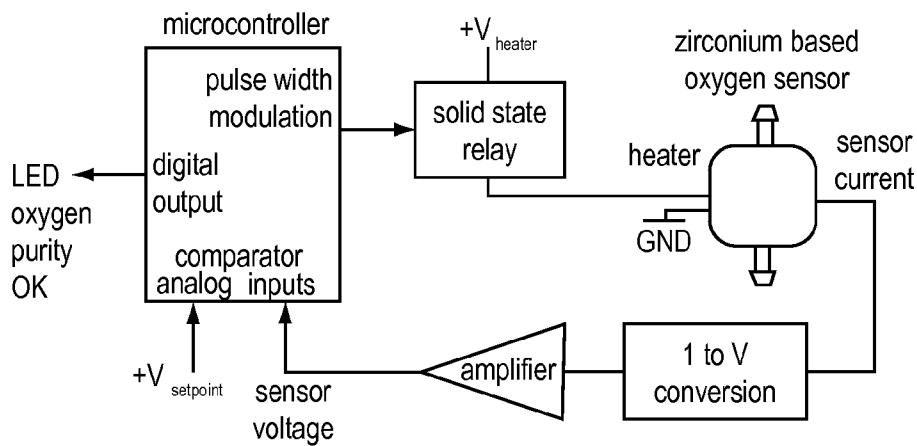 microcontroller
pulse width
modulation
digital
output
comparator
analog inputs
LED
oxygen
purity
OK
+V setpoint
sensor
voltage
+V heater
solid state
relay
heater
GND
zirconium based
oxygen sensor
sensor
current
amplifier
1 to V
conversion